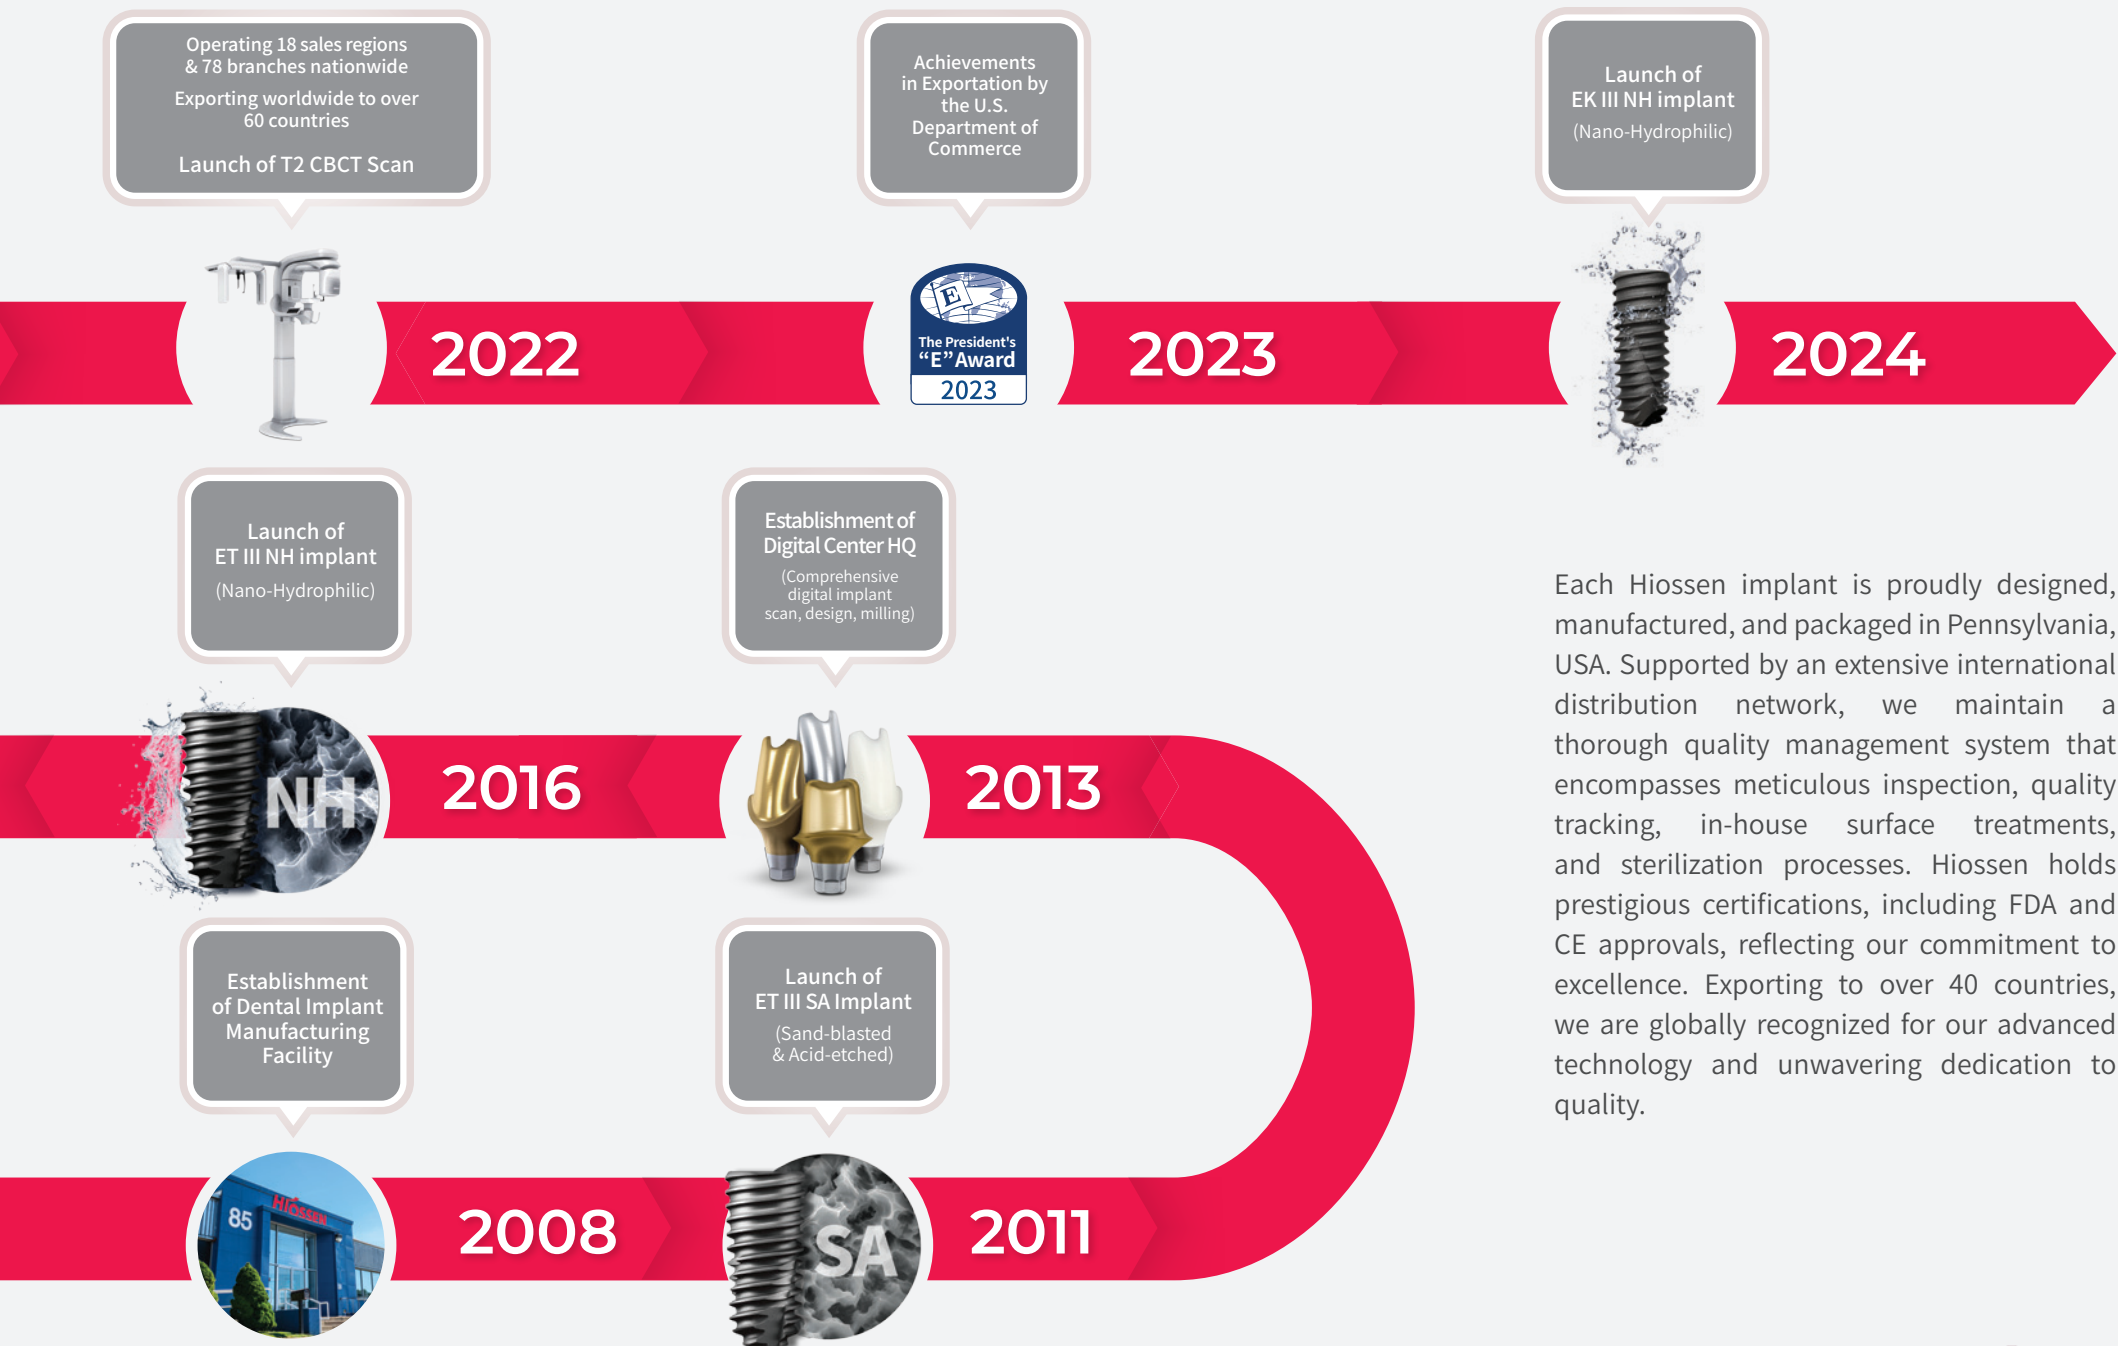 Operating 18 sales regions
& 78 branches nationwide
Exporting worldwide to over
60 countries
Launch of T2 CBCT Scan
Achievements
in Exportation by
the U.S.
Department of
Commerce
Launch of
EK III NH implant
(Nano-Hydrophilic)
2022
E
The President's
“E” Award
2023
2023
2024
Launch of
ET III NH implant
(Nano-Hydrophilic)
Establishment of
Digital Center HQ
(Comprehensive
digital implant
scan, design, milling)
NH
2016
2013
Each Hiossen implant is proudly designed,
manufactured, and packaged in Pennsylvania,
USA. Supported by an extensive international
distribution network, we maintain a
thorough quality management system that
encompasses meticulous inspection, quality
tracking, in-house surface treatments,
and sterilization processes. Hiossen holds
prestigious certifications, including FDA and
CE approvals, reflecting our commitment to
excellence. Exporting to over 40 countries,
we are globally recognized for our advanced
technology and unwavering dedication to
quality.
Establishment
of Dental Implant
Manufacturing
Facility
Launch of
ET III SA Implant
(Sand-blasted
& Acid-etched)
85
HIOSSEN
2008
SA
2011